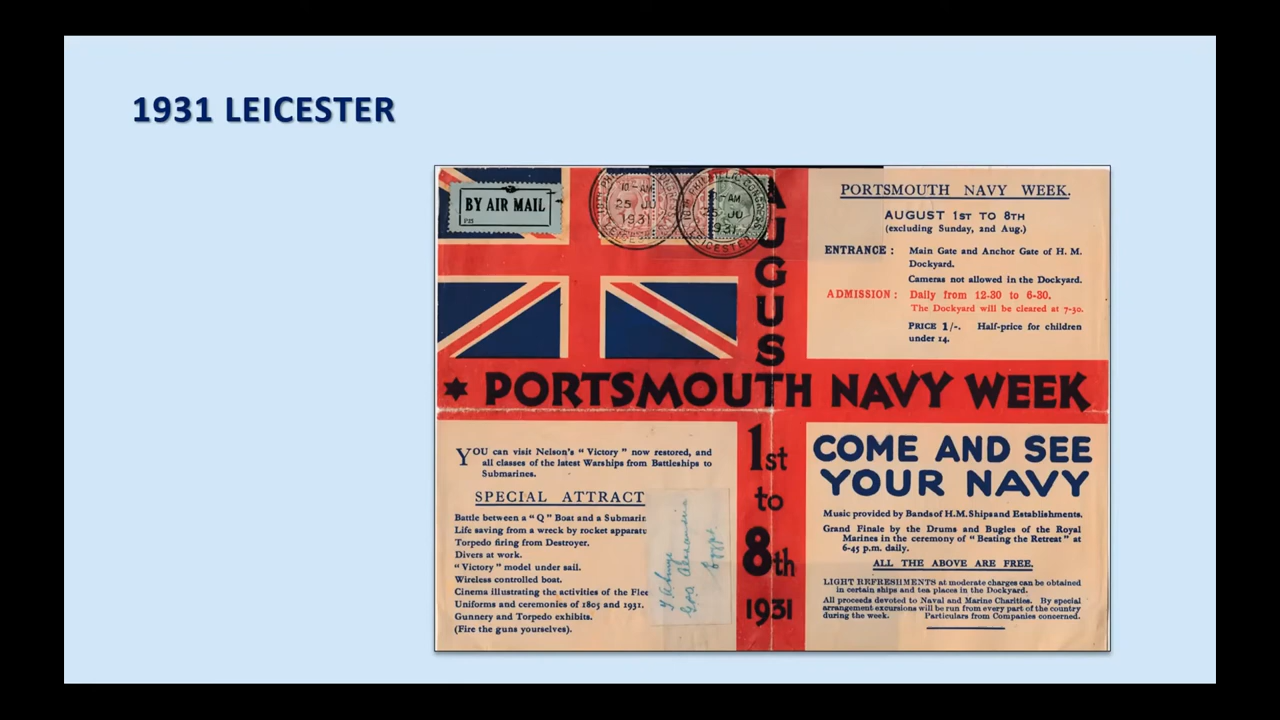 1931 LEICESTER
BY AIR MAIL
10-AM
25 JU
1931
LEICESTER
AUGUST
PORTSMOUTH NAVY WEEK.
AUGUST 1ST TO 8TH
(excluding Sunday, and Aug.)
ENTRANCE : Main Gate and Anchor Gate of H. M.
Dockyard.
Cameras not allowed in the Dockyard.
ADMISSION : Daily from 12-30 to 6-30.
The Dockyard will be cleared at 7-30.
PRICE 1/-. Half-price for children
under 14.
PORTSMOUTH NAVY WEEK
YOU can visit Nelson's "Victory" now restored, and
all classes of the latest Warships from Battleships to
Submarines.
SPECIAL ATTRACT
Battle between a "Q" Boat and a Submarin
Life saving from a wreck by rocket apparatu
Torpedo firing from Destroyer.
Divers at work.
"Victory" model under sail.
Wireless controlled boat.
Cinema illustrating the activities of the Flee
Uniforms and ceremonies of 1805 and 1931.
Gunnery and Torpedo exhibits.
(Fire the guns yourselves).
Alexandria
Egypt.
1st
to
8th
1931
COME AND SEE
YOUR NAVY
Music provided by Bands of H.M. Ships and Establishments.
Grand Finale by the Drums and Bugles of the Royal
Marines in the ceremony of "Beating the Retreat" at
6-45 p.m. daily.
ALL THE ABOVE ARE FREE.
LIGHT REFRESHMENTS at moderate charges can be obtained
in certain ships and tea places in the Dockyard.
All proceeds devoted to Naval and Marine Charities. By special
arrangement excursions will be run from every part of the country
during the week. Particulars from Companies concerned.